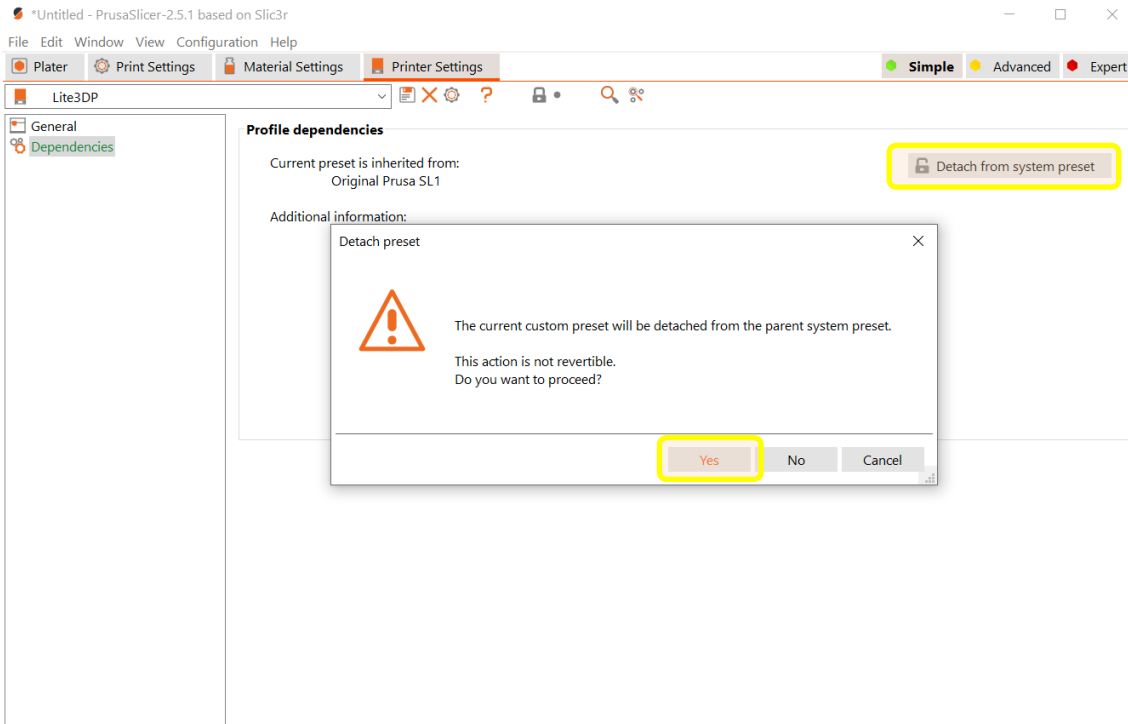 *Untitled - PrusaSlicer-2.5.1 based on Slic3r
File Edit Window View Configuration Help
Plater Print Settings Material Settings Printer Settings Simple Advanced Expert
Lite3DP ?
General
Dependencies
Profile dependencies
Current preset is inherited from:
Original Prusa SL1
Detach from system preset
Additional information:
Detach preset
The current custom preset will be detached from the parent system preset.
This action is not revertible.
Do you want to proceed?
Yes No Cancel